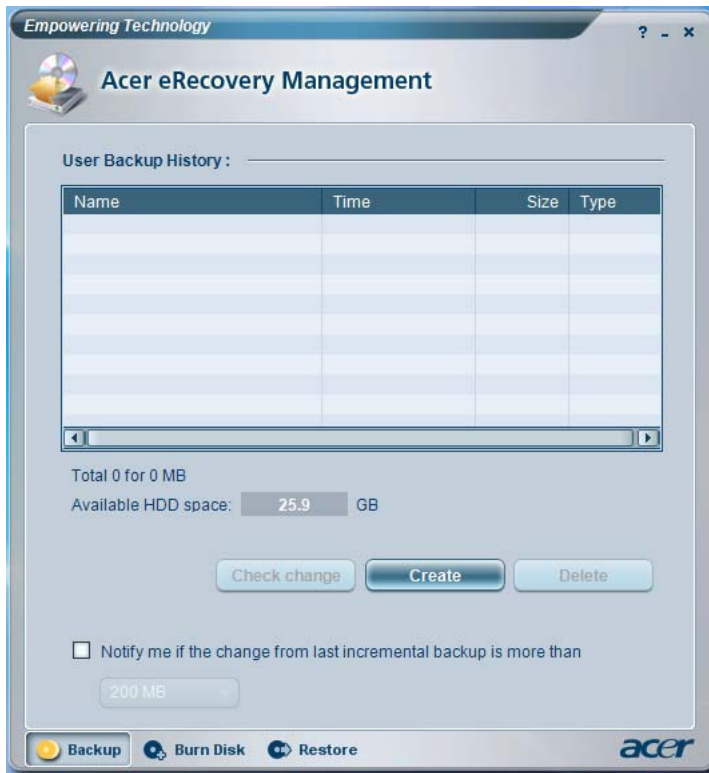 Empowering Technology
? - ×
Acer eRecovery Management
User Backup History :
Name Time Size Type
Total 0 for 0 MB
Available HDD space: 25.9 GB
Check change Create Delete
Notify me if the change from last incremental backup is more than
200 MB
Backup Burn Disk Restore acer